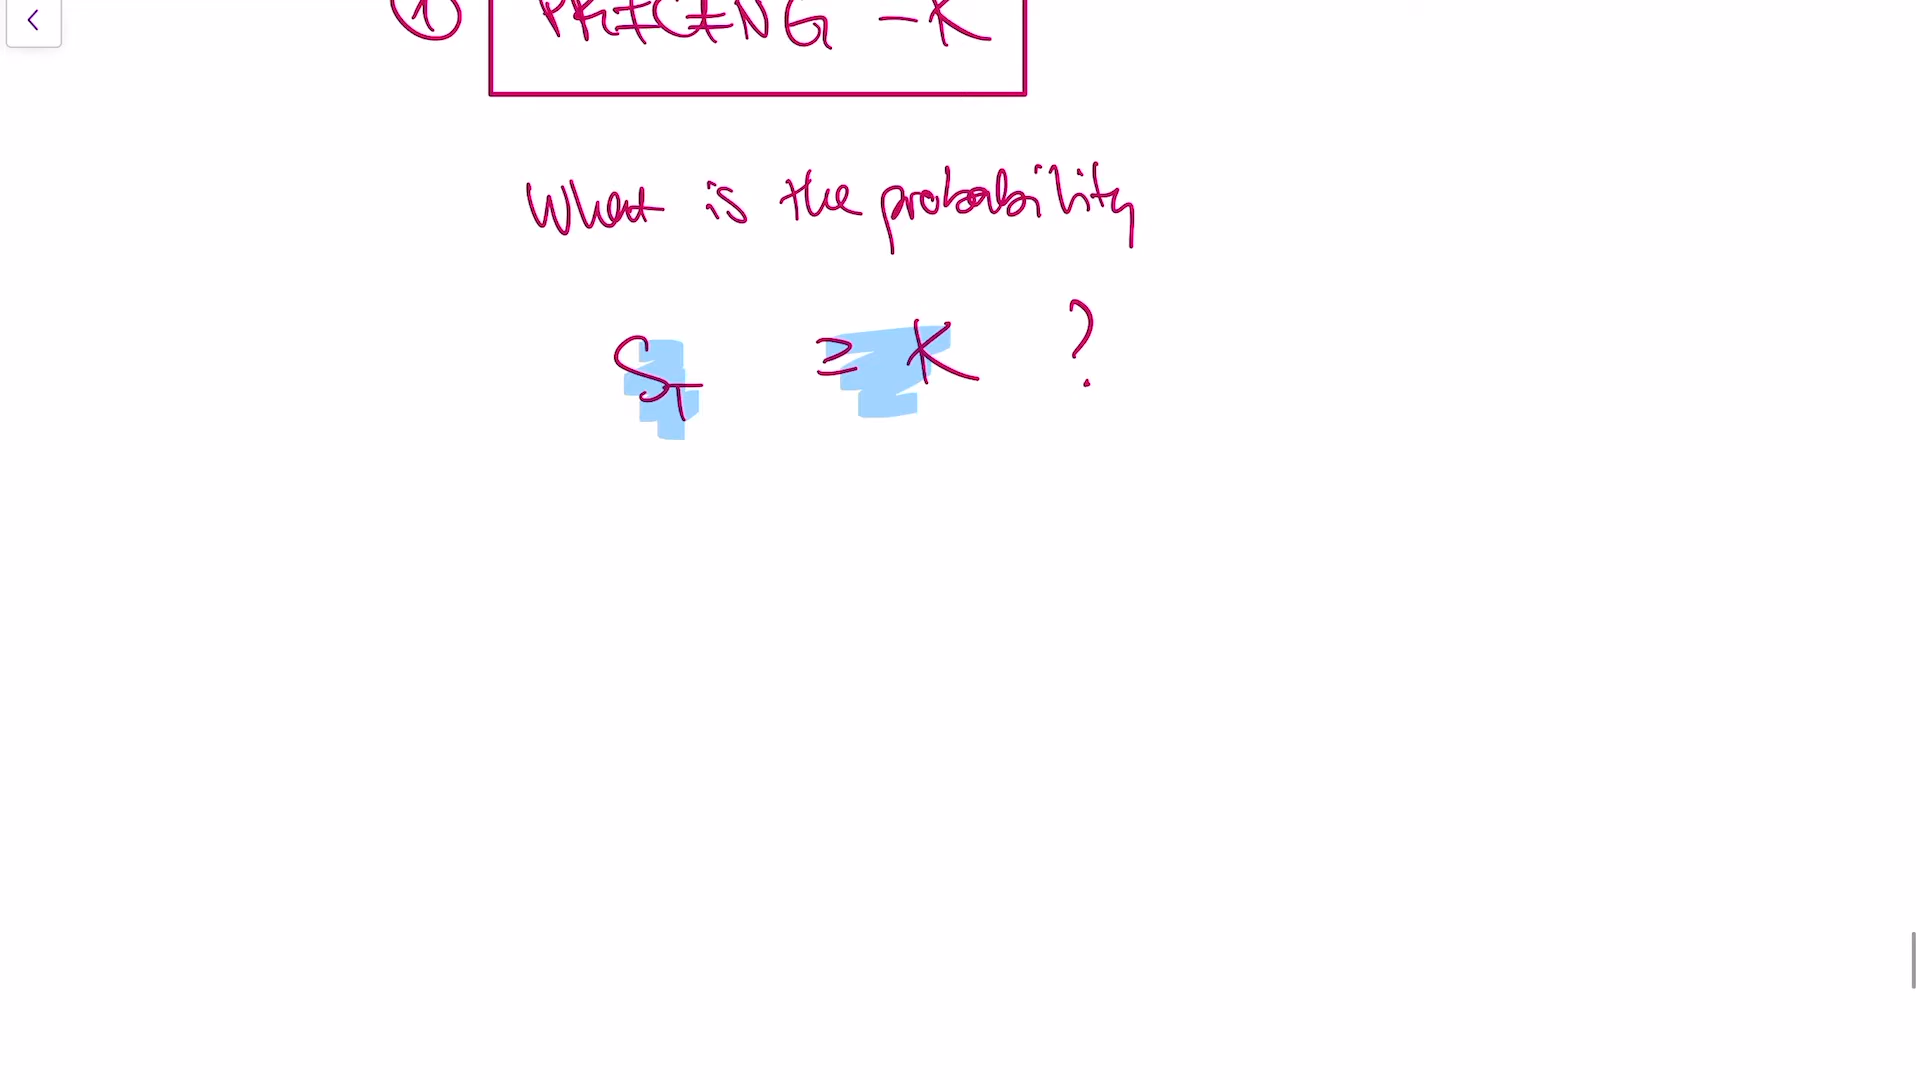 ① PRICING - K
What is the probability
S_T ≥ K ?